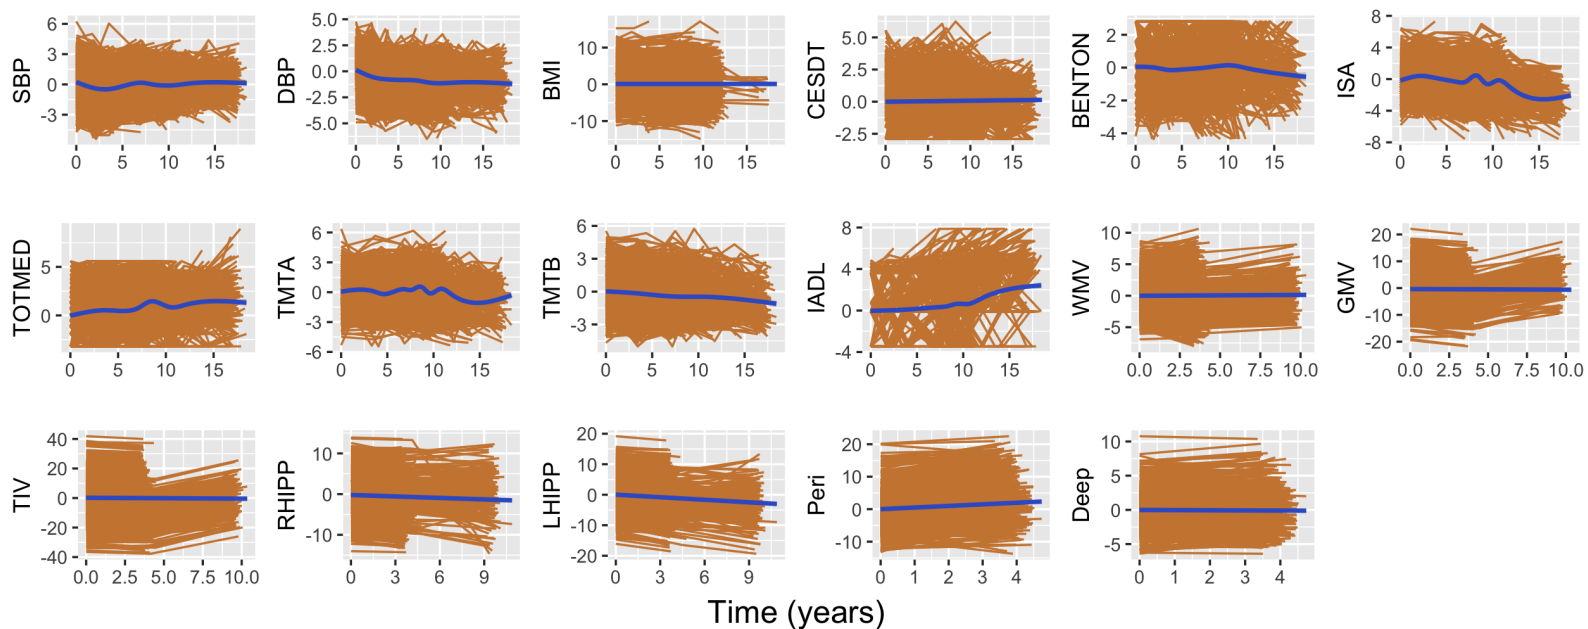 SBP
6
3
0
-3
0 5 10 15
DBP
5.0
2.5
0.0
-2.5
-5.0
0 5 10 15
BMI
10
0
-10
0 5 10 15
CESDT
5.0
2.5
0.0
-2.5
0 5 10 15
BENTON
2
0
-2
-4
0 5 10 15
ISA
8
4
0
-4
-8
0 5 10 15
TOTMED
5
0
0 5 10 15
TMTA
6
3
0
-3
-6
0 5 10 15
TMTB
6
3
0
-3
0 5 10 15
IADL
8
4
0
-4
0 5 10 15
WMV
10
5
0
-5
0.0 2.5 5.0 7.5 10.0
GMV
20
10
0
-10
-20
0.0 2.5 5.0 7.5 10.0
TIV
40
20
0
-20
-40
0.0 2.5 5.0 7.5 10.0
RHIPP
10
0
-10
0 3 6 9
LHIPP
20
10
0
-10
-20
0 3 6 9
Peri
20
10
0
-10
0 1 2 3 4
Deep
10
5
0
-5
0 1 2 3 4
Time (years)